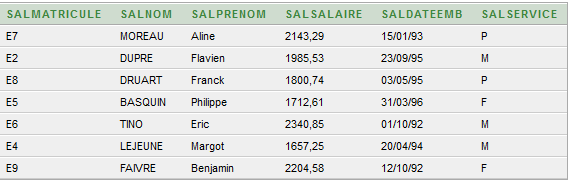 SALMATRICULE SALNOM SALPRENOM SALSALAIRE SALDATEEMB SALSERVICE
E7 MOREAU Aline 2143,29 15/01/93 P
E2 DUPRE Flavien 1985,53 23/09/95 M
E8 DRUART Franck 1800,74 03/05/95 P
E5 BASQUIN Philippe 1712,61 31/03/96 F
E6 TINO Eric 2340,85 01/10/92 M
E4 LEJEUNE Margot 1657,25 20/04/94 M
E9 FAIVRE Benjamin 2204,58 12/10/92 F